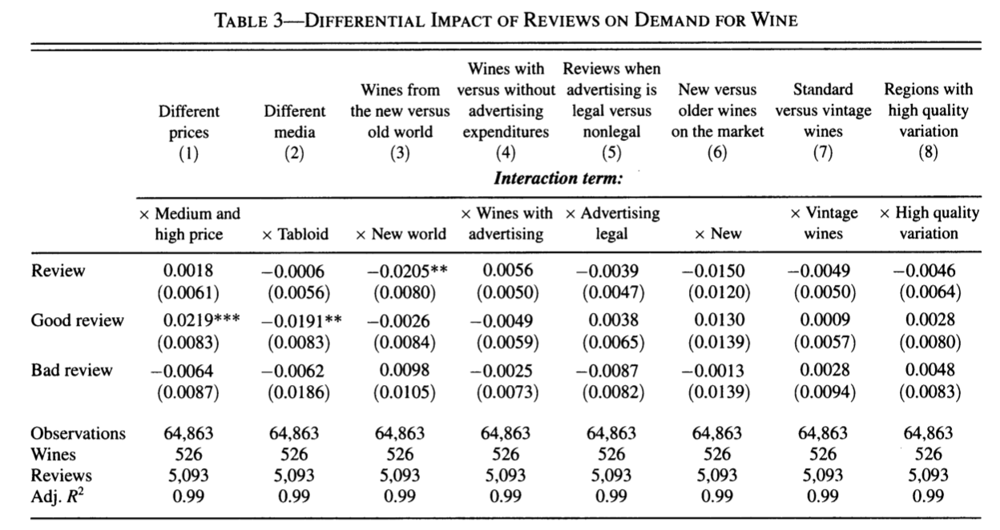 TABLE 3—DIFFERENTIAL IMPACT OF REVIEWS ON DEMAND FOR WINE
Different prices (1) Different media (2) Wines from the new versus old world (3) Wines with versus without advertising expenditures (4) Reviews when advertising is legal versus nonlegal (5) New versus older wines on the market (6) Standard versus vintage wines (7) Regions with high quality variation (8)
Interaction term:
× Medium and high price × Tabloid × New world × Wines with advertising × Advertising legal × New × Vintage wines × High quality variation
Review 0.0018 −0.0006 −0.0205** 0.0056 −0.0039 −0.0150 −0.0049 −0.0046
(0.0061) (0.0056) (0.0080) (0.0050) (0.0047) (0.0120) (0.0050) (0.0064)
Good review 0.0219*** −0.0191** −0.0026 −0.0049 0.0038 0.0130 0.0009 0.0028
(0.0083) (0.0083) (0.0084) (0.0059) (0.0065) (0.0139) (0.0057) (0.0080)
Bad review −0.0064 −0.0062 0.0098 −0.0025 −0.0087 −0.0013 0.0028 0.0048
(0.0087) (0.0186) (0.0105) (0.0073) (0.0082) (0.0139) (0.0094) (0.0083)
Observations 64,863 64,863 64,863 64,863 64,863 64,863 64,863 64,863
Wines 526 526 526 526 526 526 526 526
Reviews 5,093 5,093 5,093 5,093 5,093 5,093 5,093 5,093
Adj. R² 0.99 0.99 0.99 0.99 0.99 0.99 0.99 0.99